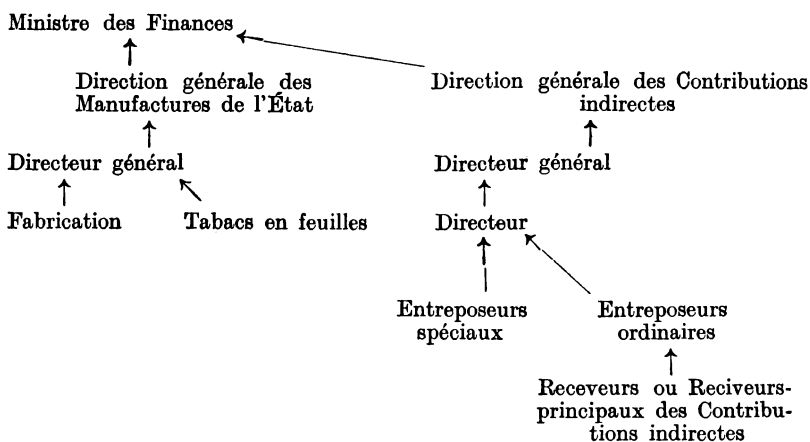 Ministre des Finances
Direction générale des
Manufactures de l'État
Direction générale des Contributions
indirectes
Directeur général
Directeur général
Fabrication
Tabacs en feuilles
Directeur
Entreposeurs
spéciaux
Entreposeurs
ordinaires
Receveurs ou Reciveurs-
principaux des Contribu-
tions indirectes